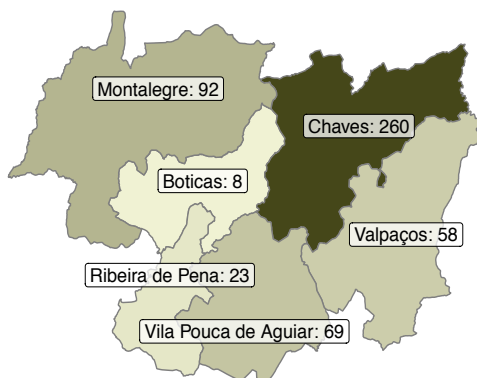 Montalegre: 92
Chaves: 260
Boticas: 8
Valpaços: 58
Ribeira de Pena: 23
Vila Pouca de Aguiar: 69